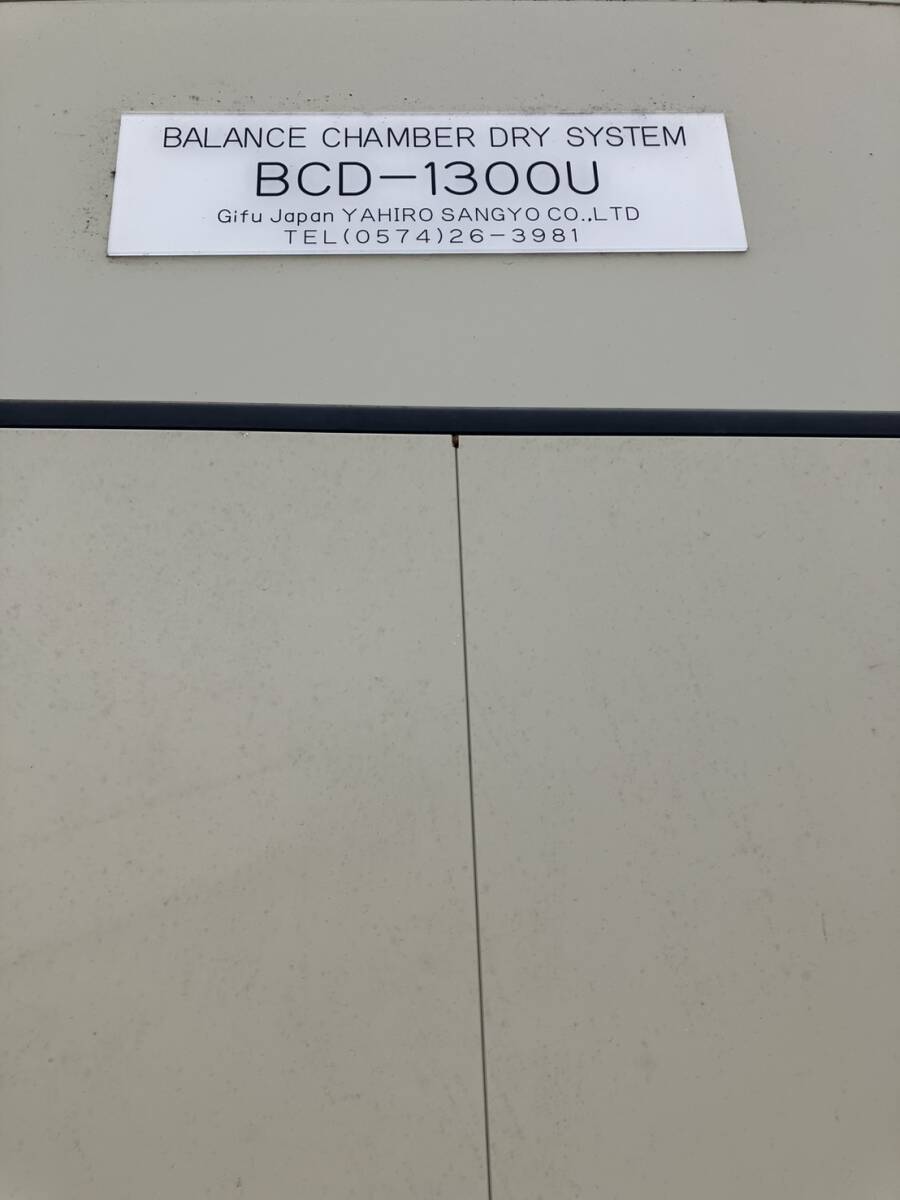 BALANCE CHAMBER DRY SYSTEM
BCD-1300U
Gifu Japan YAHIRO SANGYO CO.,LTD
TEL(0574)26-3981